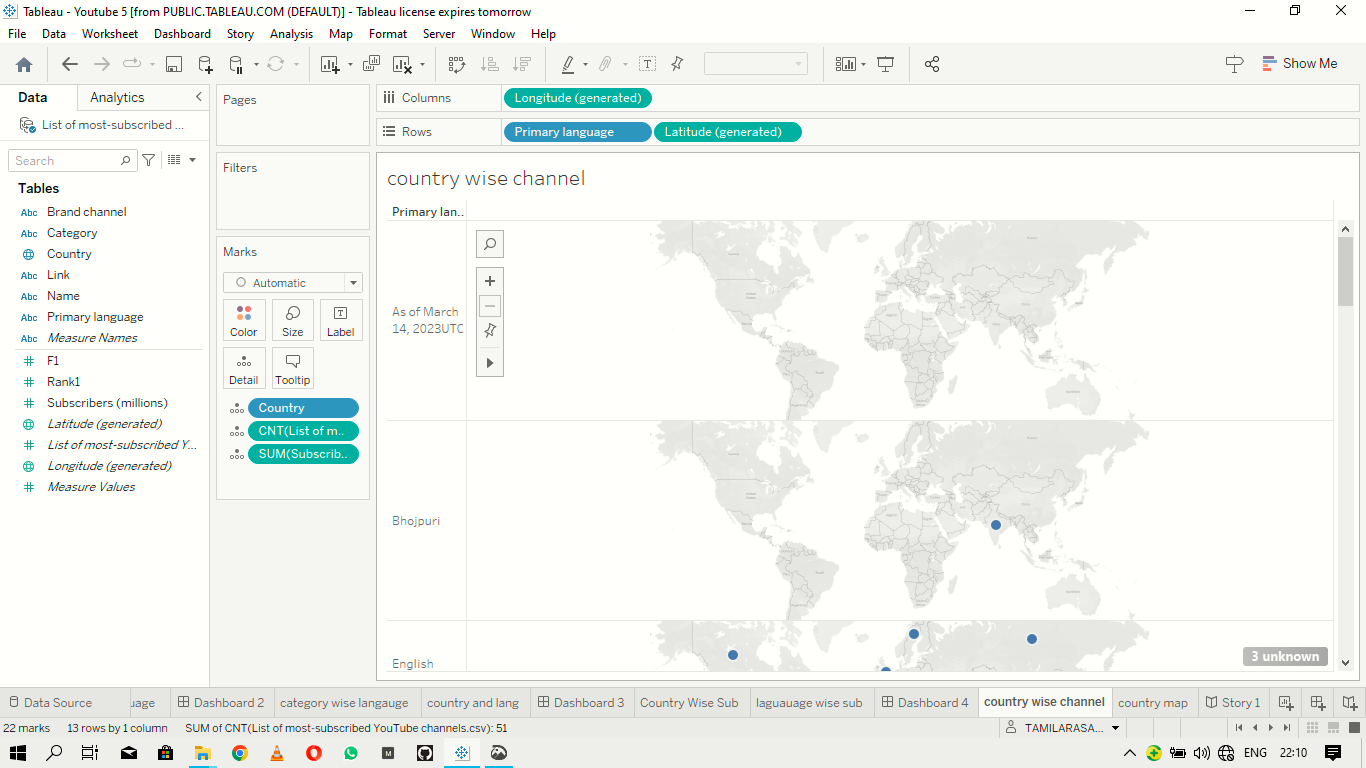 Tableau - Youtube 5 [from PUBLIC.TABLEAU.COM (DEFAULT)] - Tableau license expires tomorrow
File Data Worksheet Dashboard Story Analysis Map Format Server Window Help
Show Me
Data Analytics
List of most-subscribed ...
Search
Tables
Abc Brand channel
Abc Category
Country
Abc Link
Abc Name
Abc Primary language
Abc Measure Names
F1
Rank1
Subscribers (millions)
Latitude (generated)
List of most-subscribed Y...
Longitude (generated)
Measure Values
Pages
Filters
Marks
Automatic
Color Size Label
Detail Tooltip
Country
CNT(List of m..
SUM(Subscrib..
Columns Longitude (generated)
Rows Primary language Latitude (generated)
country wise channel
Primary lan..
As of March
14, 2023UTC
Bhojpuri
English
3 unknown
Data Source uage Dashboard 2 category wise langauge country and lang Dashboard 3 Country Wise Sub laguauage wise sub Dashboard 4 country wise channel country map Story 1
22 marks 13 rows by 1 column SUM of CNT(List of most-subscribed YouTube channels.csv): 51 TAMILARASA...
ENG 22:10